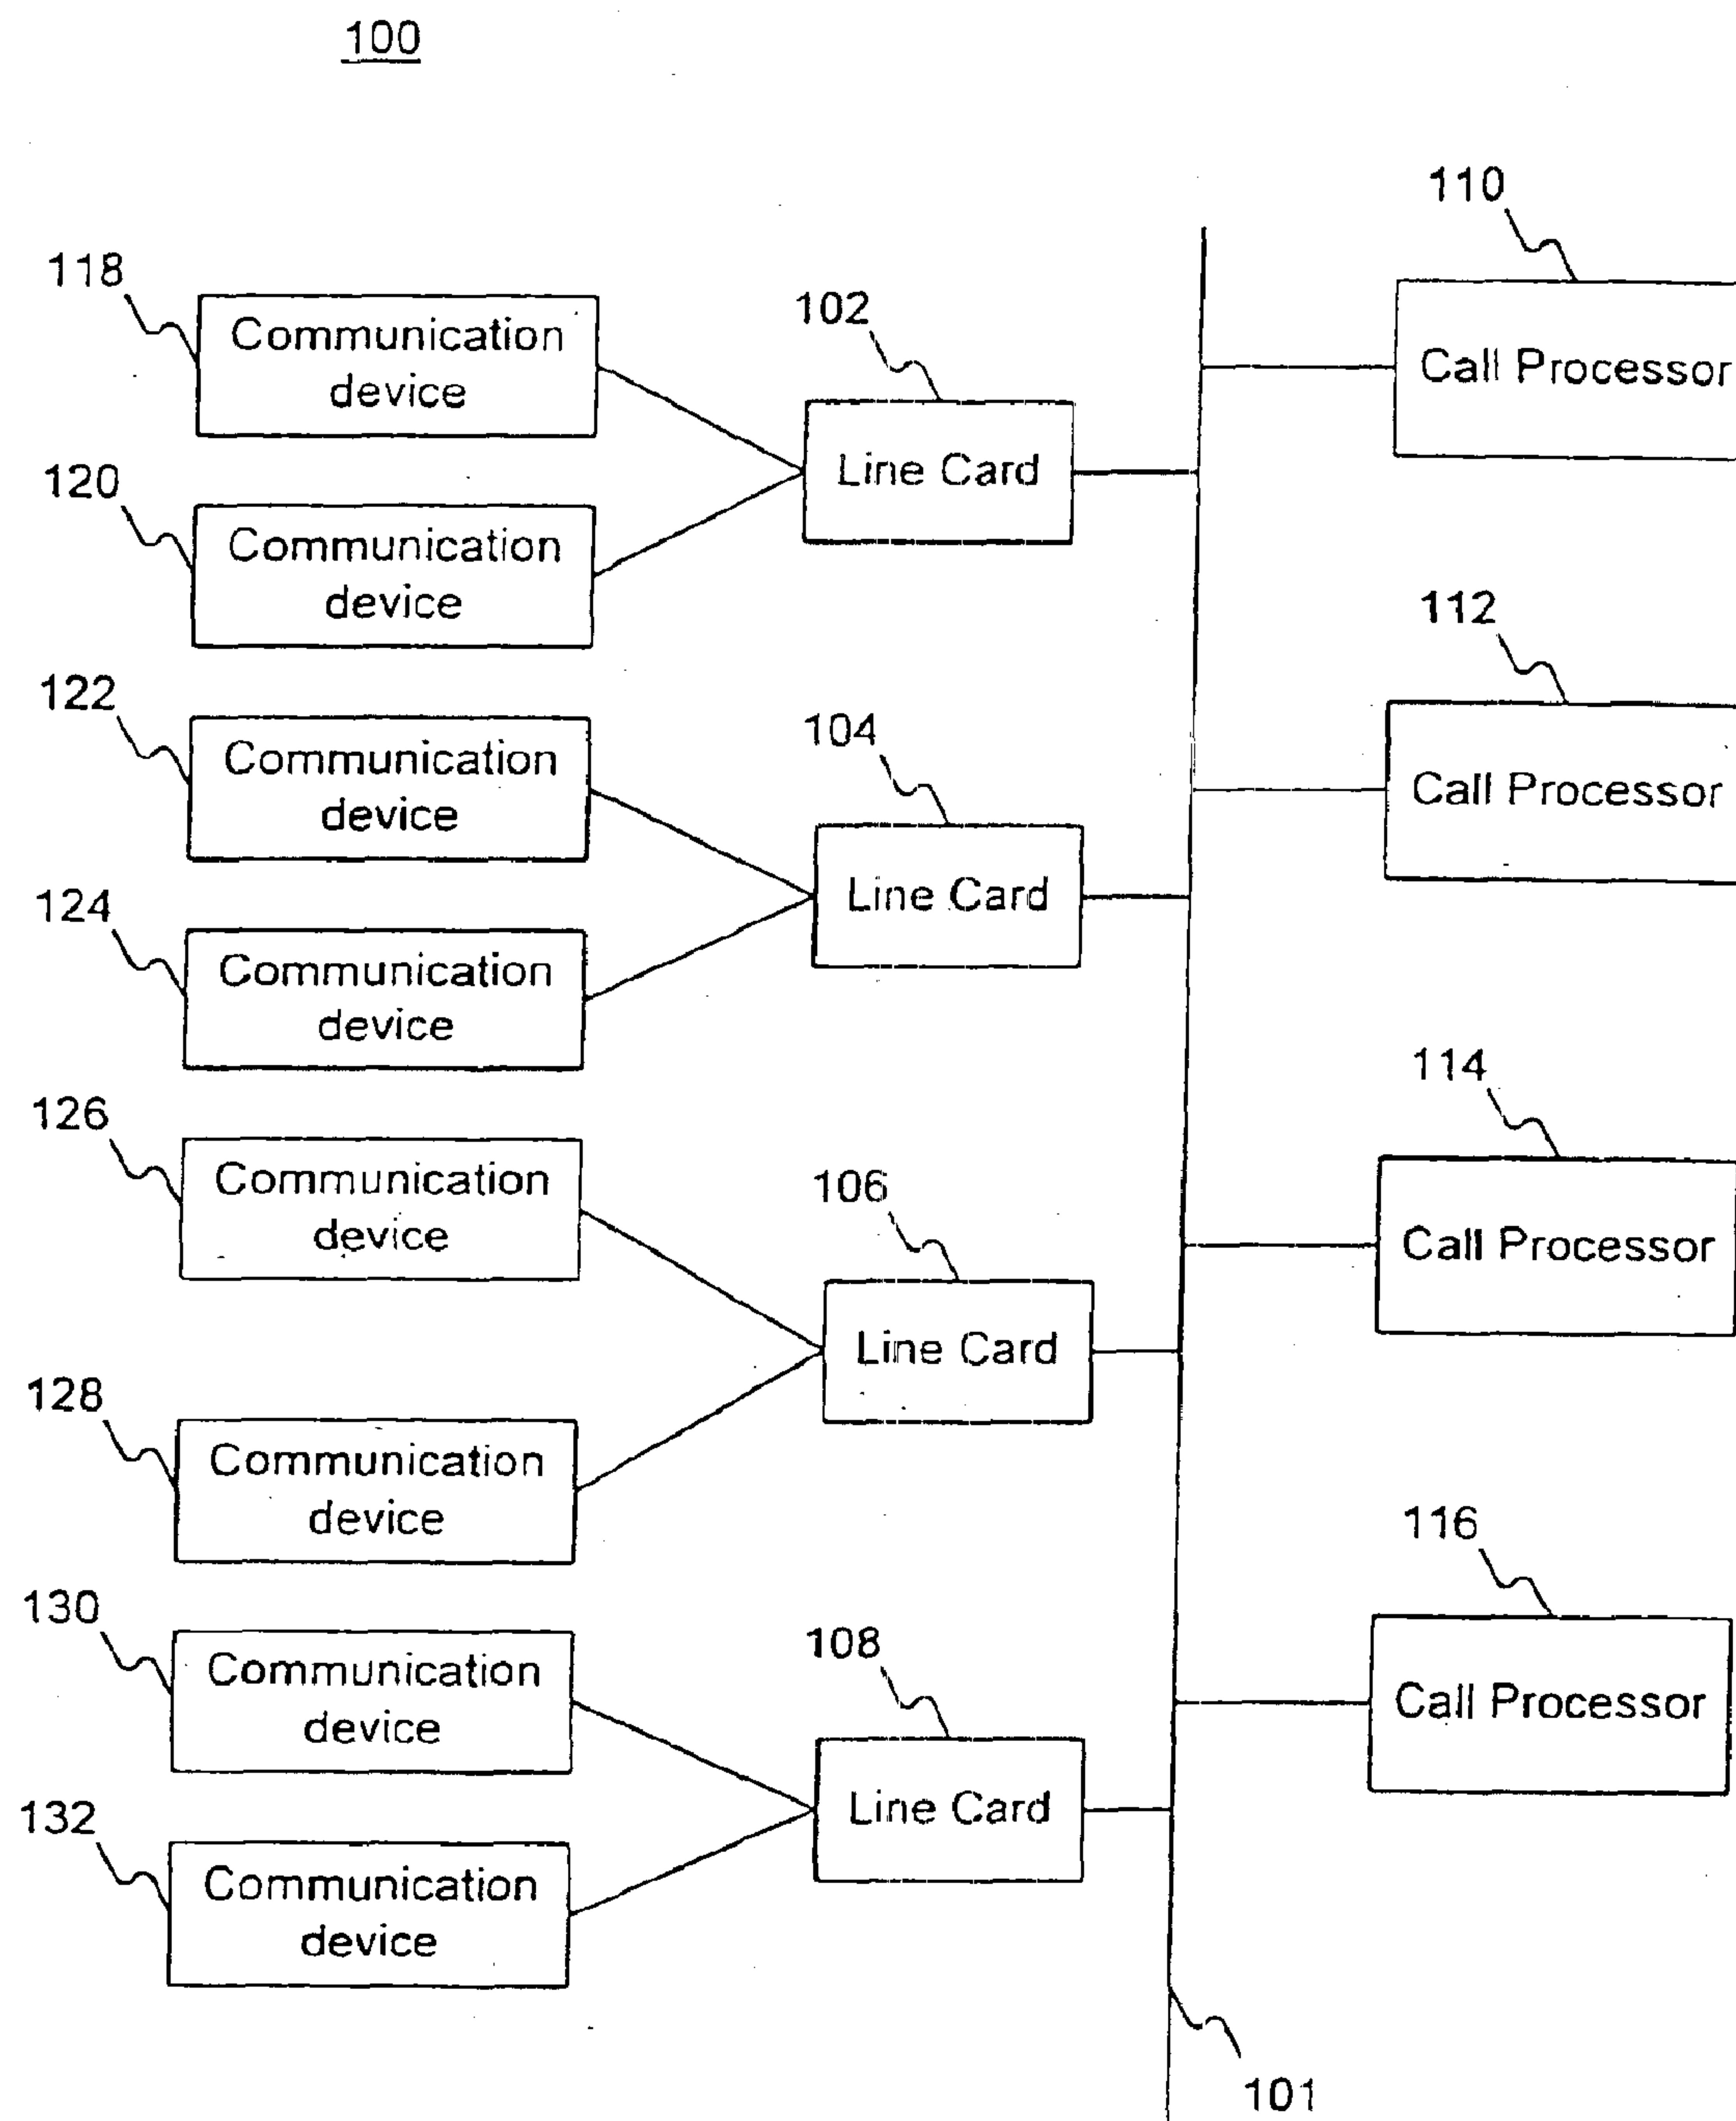 100
110
118
Communication
device
102
Line Card
Call Processor
120
Communication
device
112
122
Communication
device
104
Line Card
Call Processor
124
Communication
device
114
126
Communication
device
106
Line Card
Call Processor
128
Communication
device
116
130
Communication
device
108
Line Card
Call Processor
132
Communication
device
101